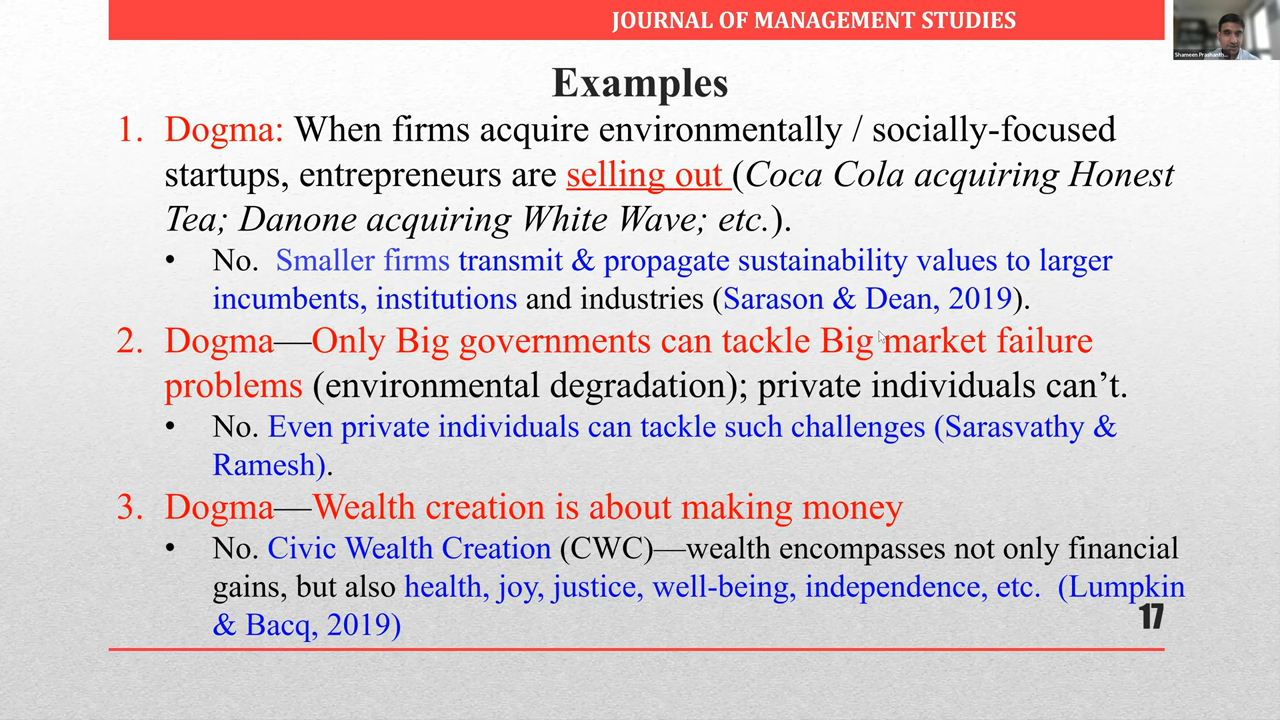 JOURNAL OF MANAGEMENT STUDIES
Examples
1. Dogma: When firms acquire environmentally / socially-focused
startups, entrepreneurs are selling out (Coca Cola acquiring Honest
Tea; Danone acquiring White Wave; etc.).
• No. Smaller firms transmit & propagate sustainability values to larger
incumbents, institutions and industries (Sarason & Dean, 2019).
2. Dogma—Only Big governments can tackle Big market failure
problems (environmental degradation); private individuals can’t.
• No. Even private individuals can tackle such challenges (Sarasvathy &
Ramesh).
3. Dogma—Wealth creation is about making money
• No. Civic Wealth Creation (CWC)—wealth encompasses not only financial
gains, but also health, joy, justice, well-being, independence, etc. (Lumpkin
& Bacq, 2019)
17
Shameen Prashanth...